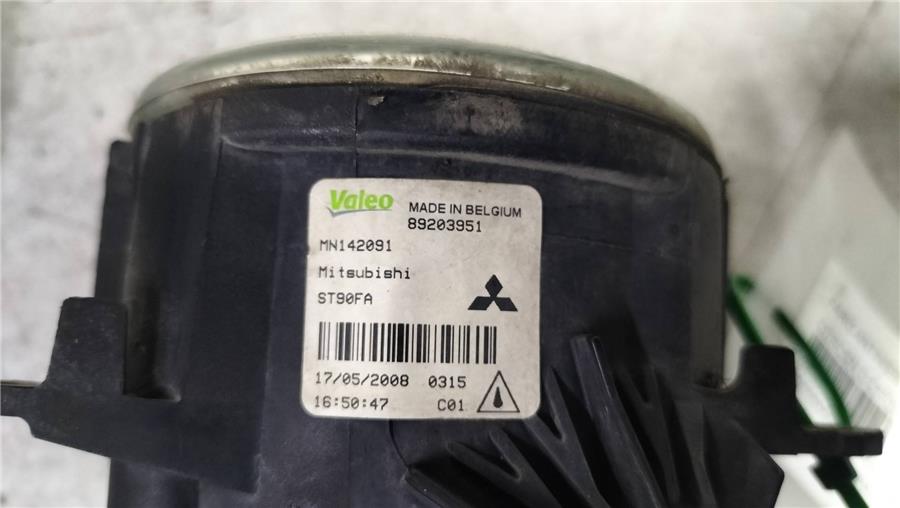 Valeo MADE IN BELGIUM
89203951
MN142091
Mitsubishi
ST90FA
17/05/2008 0315
16:50:47 C01